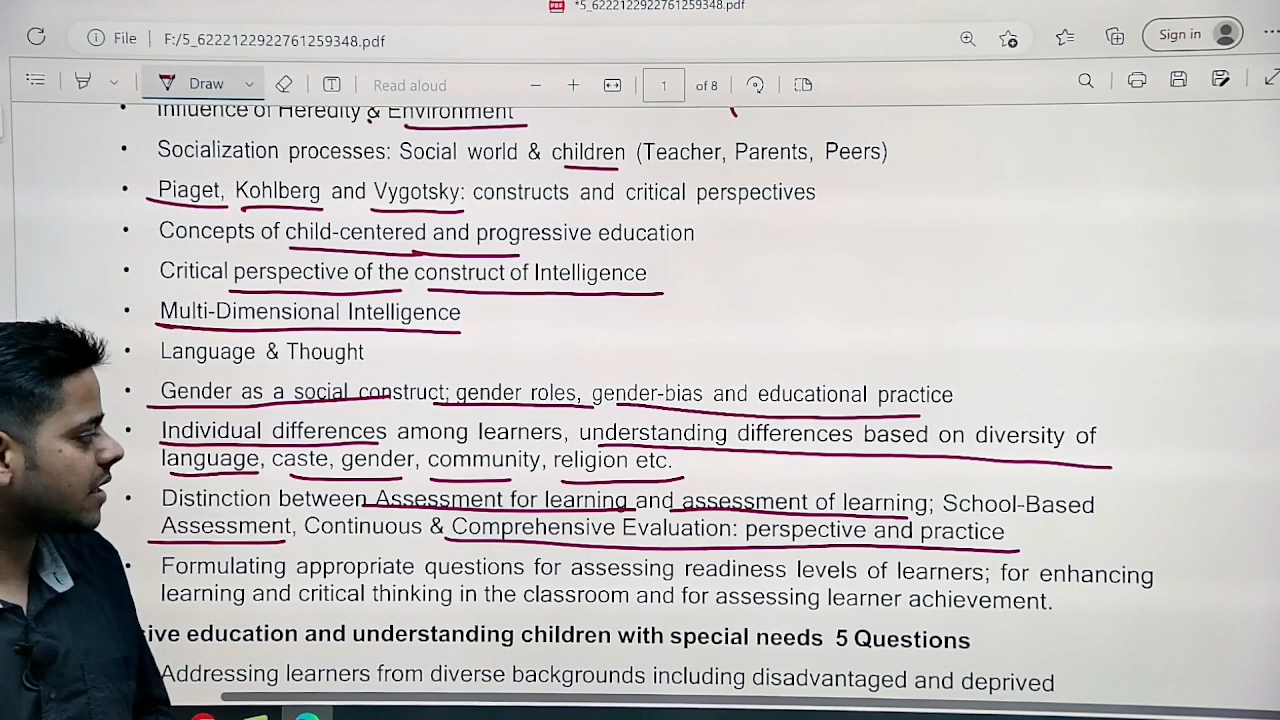 *5_6222122922761259348.pdf
File F:/5_6222122922761259348.pdf Sign in
Draw Read aloud 1 of 8
Influence of Heredity & Environment
• Socialization processes: Social world & children (Teacher, Parents, Peers)
• Piaget, Kohlberg and Vygotsky: constructs and critical perspectives
• Concepts of child-centered and progressive education
• Critical perspective of the construct of Intelligence
• Multi-Dimensional Intelligence
• Language & Thought
• Gender as a social construct; gender roles, gender-bias and educational practice
• Individual differences among learners, understanding differences based on diversity of
language, caste, gender, community, religion etc.
• Distinction between Assessment for learning and assessment of learning; School-Based
Assessment, Continuous & Comprehensive Evaluation: perspective and practice
• Formulating appropriate questions for assessing readiness levels of learners; for enhancing
learning and critical thinking in the classroom and for assessing learner achievement.
education and understanding children with special needs 5 Questions
Addressing learners from diverse backgrounds including disadvantaged and deprived